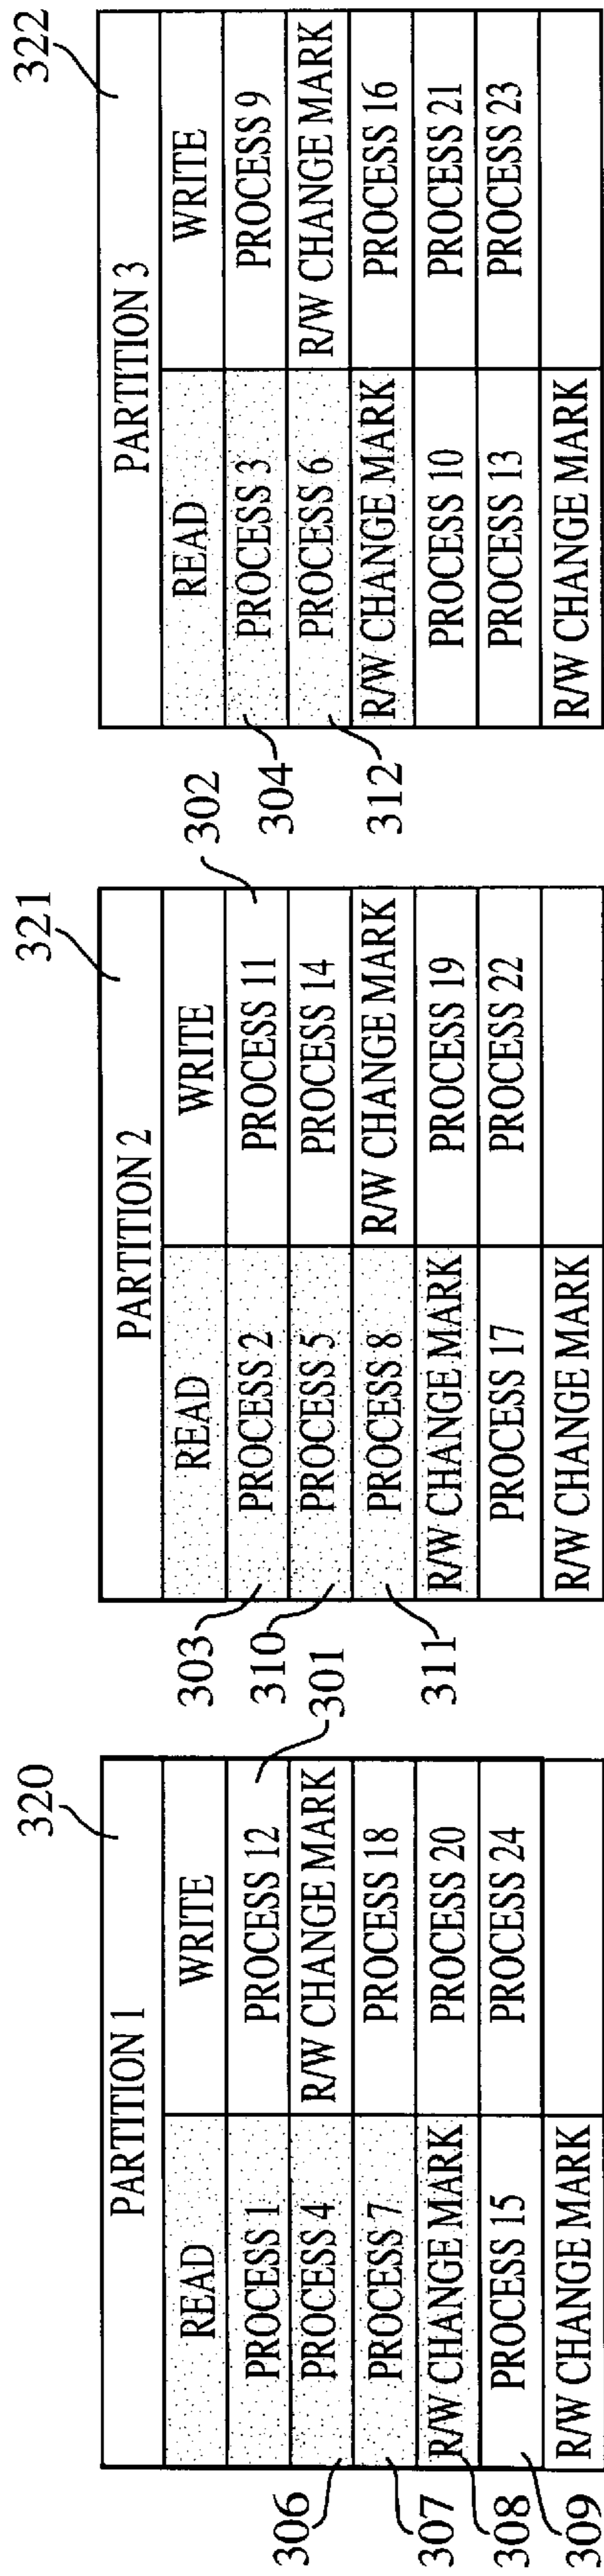 320
PARTITION 1
READ WRITE
PROCESS 1 PROCESS 12
301
306 PROCESS 4 R/W CHANGE MARK
307 PROCESS 7 PROCESS 18
308 R/W CHANGE MARK PROCESS 20
309 PROCESS 15 PROCESS 24
R/W CHANGE MARK
321
PARTITION 2
READ WRITE
302
303 PROCESS 2 PROCESS 11
310 PROCESS 5 PROCESS 14
311 PROCESS 8 R/W CHANGE MARK
R/W CHANGE MARK PROCESS 19
PROCESS 17 PROCESS 22
R/W CHANGE MARK
322
PARTITION 3
READ WRITE
304 PROCESS 3 PROCESS 9
312 PROCESS 6 R/W CHANGE MARK
R/W CHANGE MARK PROCESS 16
PROCESS 10 PROCESS 21
PROCESS 13 PROCESS 23
R/W CHANGE MARK